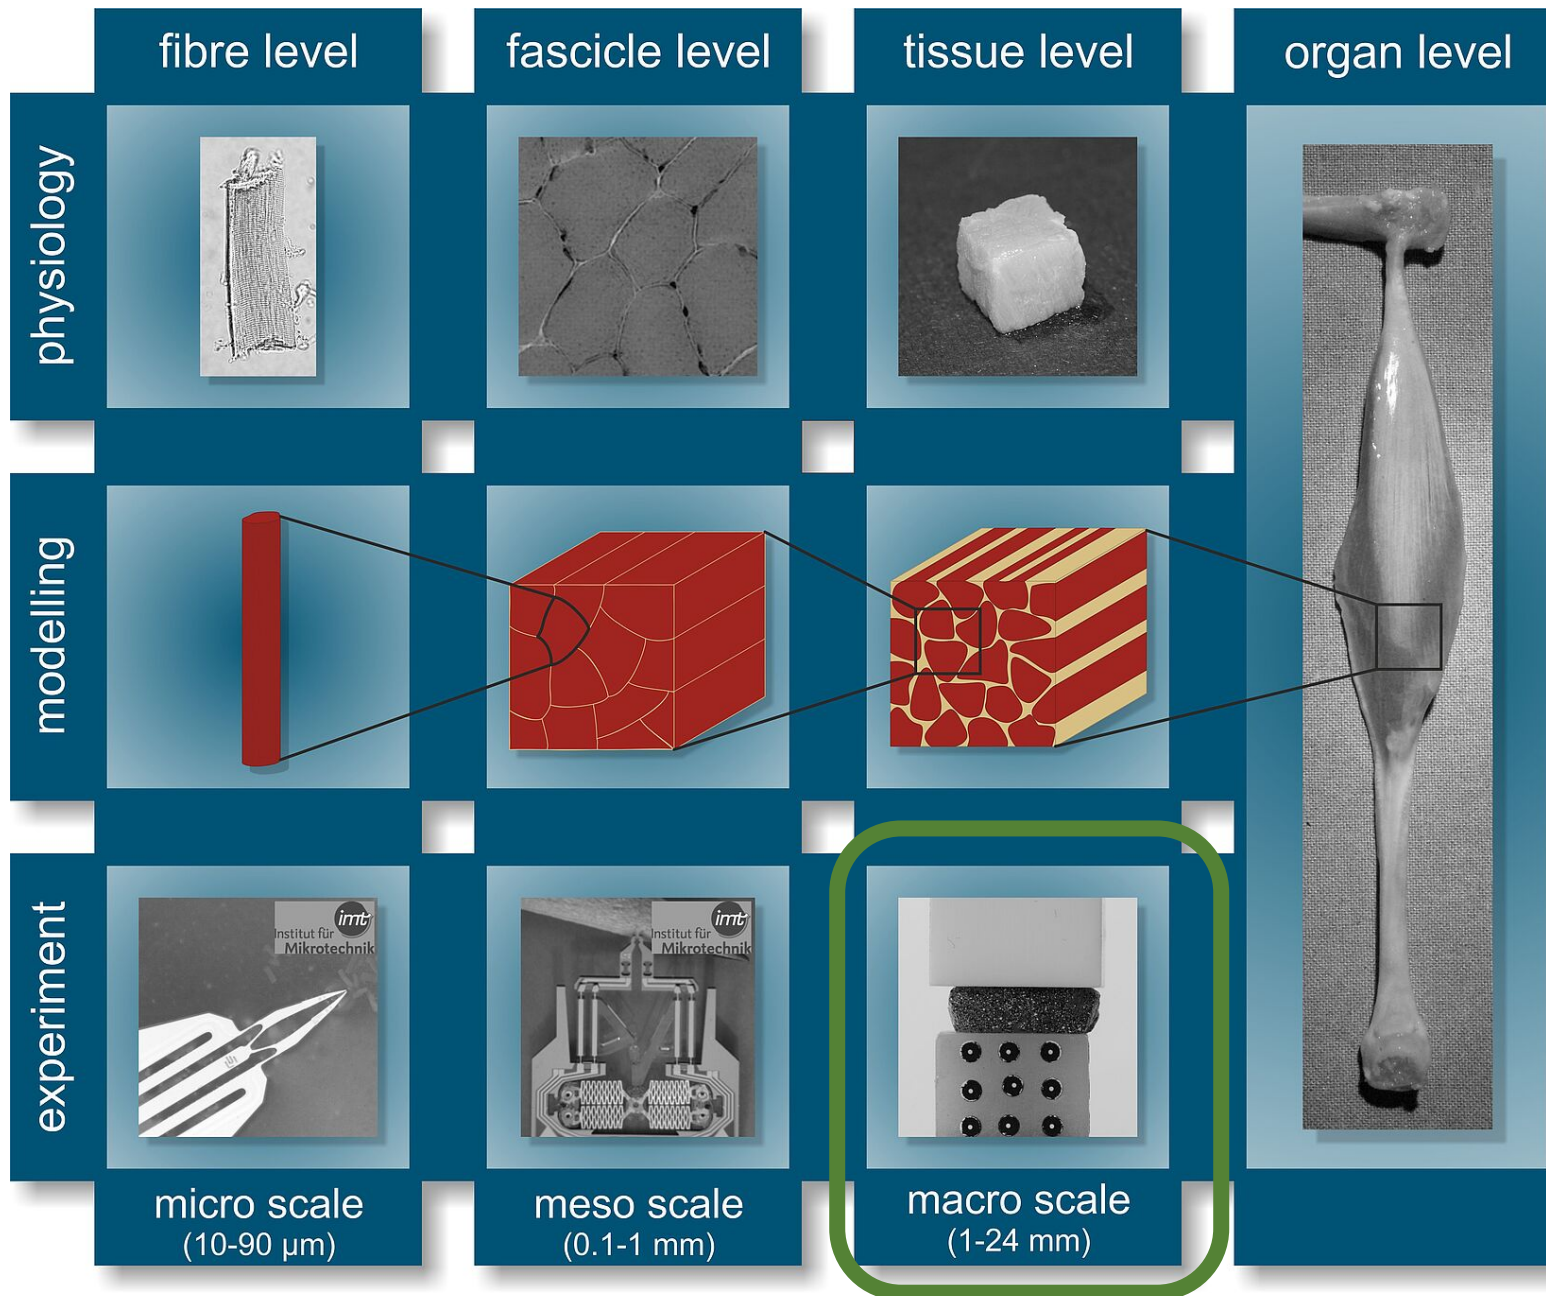 fibre level
fascicle level
tissue level
organ level
physiology
modelling
experiment
imt
Institut für
Mikrotechnik
imt
Institut für
Mikrotechnik
micro scale
(10-90 µm)
meso scale
(0.1-1 mm)
macro scale
(1-24 mm)